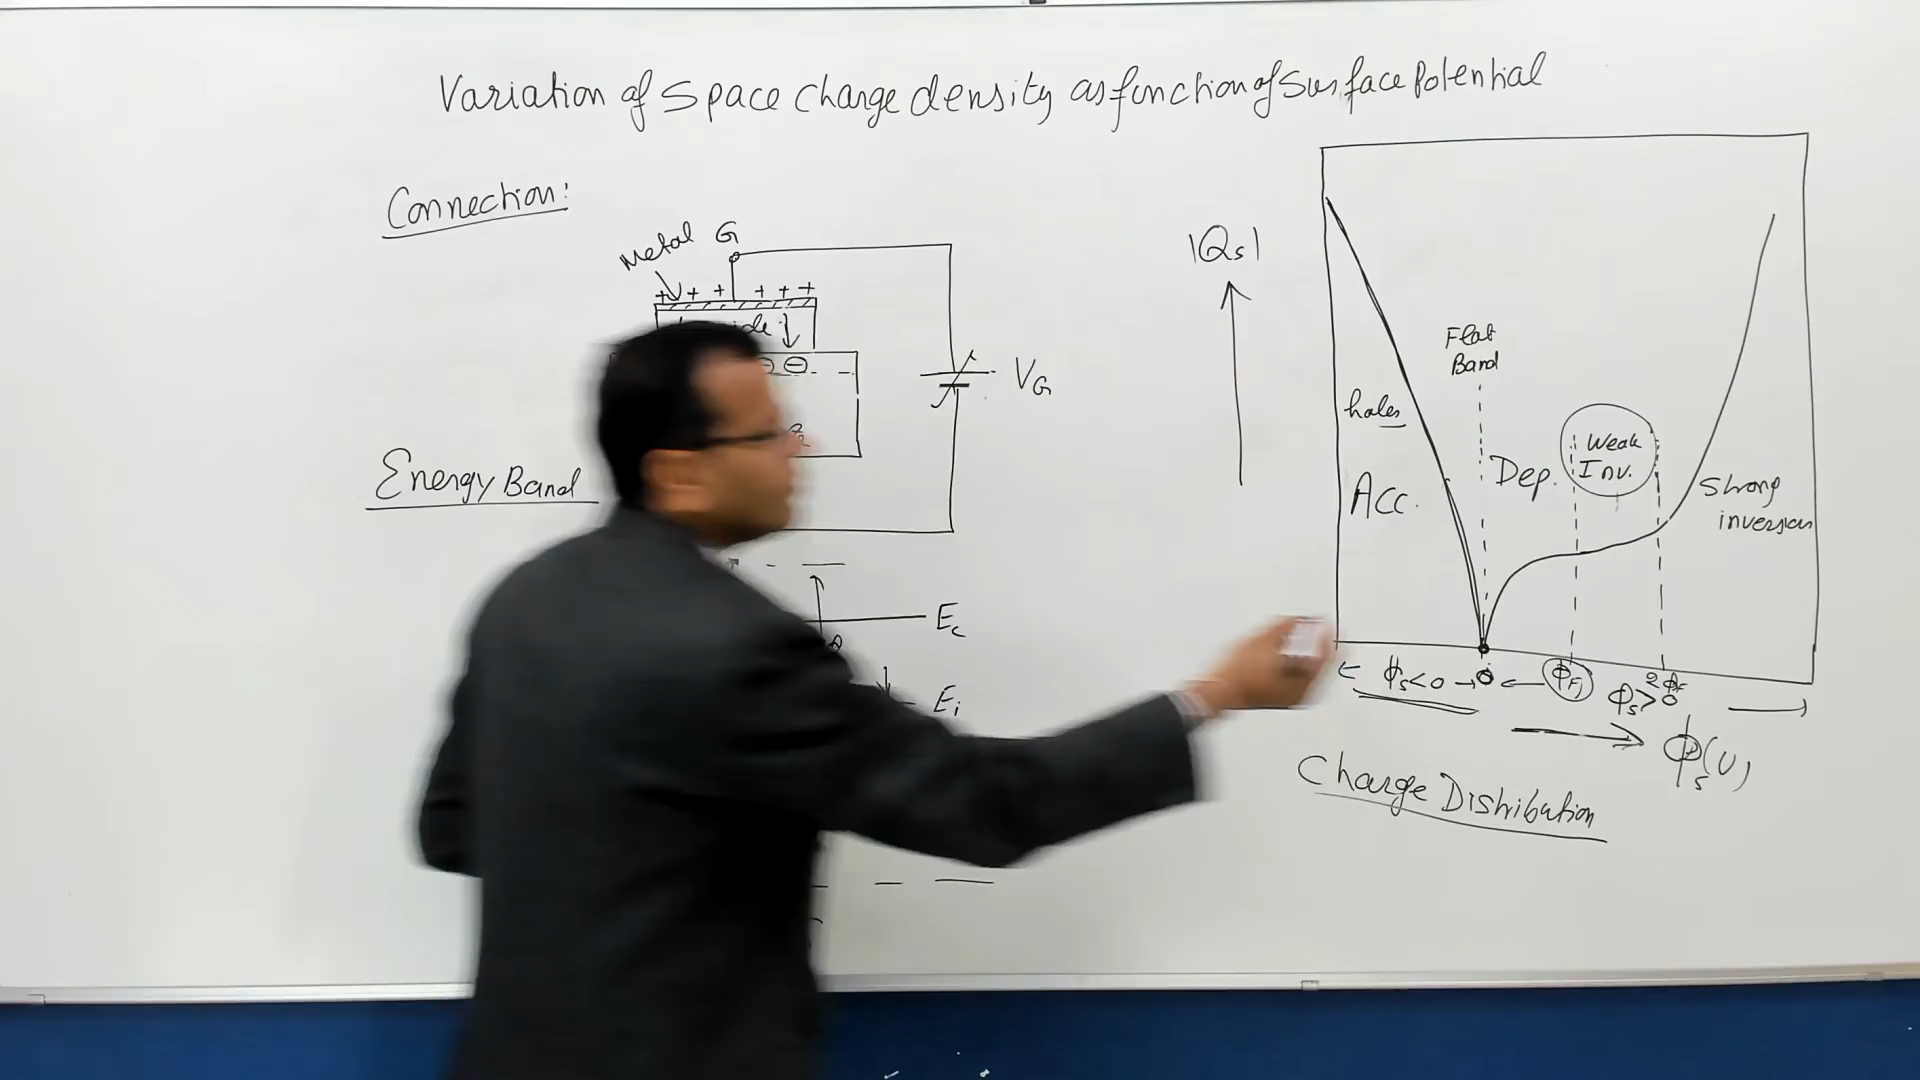 Variation of Space charge density as function of Surface Potential
Connection:
Metal G
+ + + + + +
VG
Energy Band
Ec
Ei
|Qs|
Flat
Band
holes
Acc.
Dep.
Weak
Inv.
Strong
inversion
ϕs<0
0
ϕF
2ϕF
ϕs>0
ϕs(V)
Charge Distribution